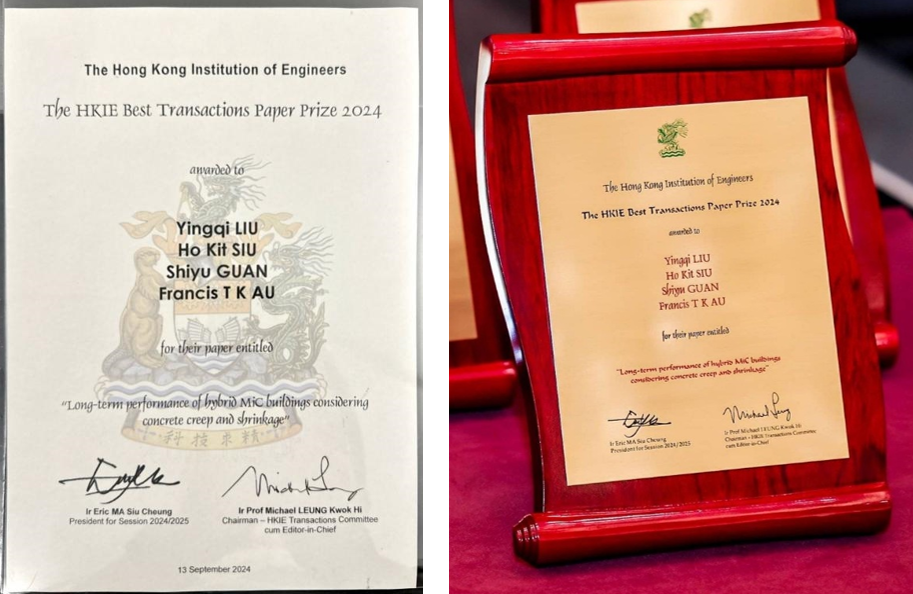 The Hong Kong Institution of Engineers
The HKIE Best Transactions Paper Prize 2024
awarded to
Yingqi LIU
Ho Kit SIU
Shiyu GUAN
Francis T K AU
for their paper entitled
"Long-term performance of hybrid MiC buildings considering
concrete creep and shrinkage"
Ir Eric MA Siu Cheung
President for Session 2024/2025
Ir Prof Michael LEUNG Kwok Hi
Chairman – HKIE Transactions Committee
cum Editor-in-Chief
13 September 2024
The Hong Kong Institution of Engineers
The HKIE Best Transactions Paper Prize 2024
awarded to
Yingqi LIU
Ho Kit SIU
Shiyu GUAN
Francis T K AU
for their paper entitled
"Long-term performance of hybrid MiC buildings
considering concrete creep and shrinkage"
Ir Eric MA Siu Cheung
President for Session 2024/2025
Ir Prof Michael LEUNG Kwok Hi
Chairman - HKIE Transactions Committee
cum Editor-in-Chief